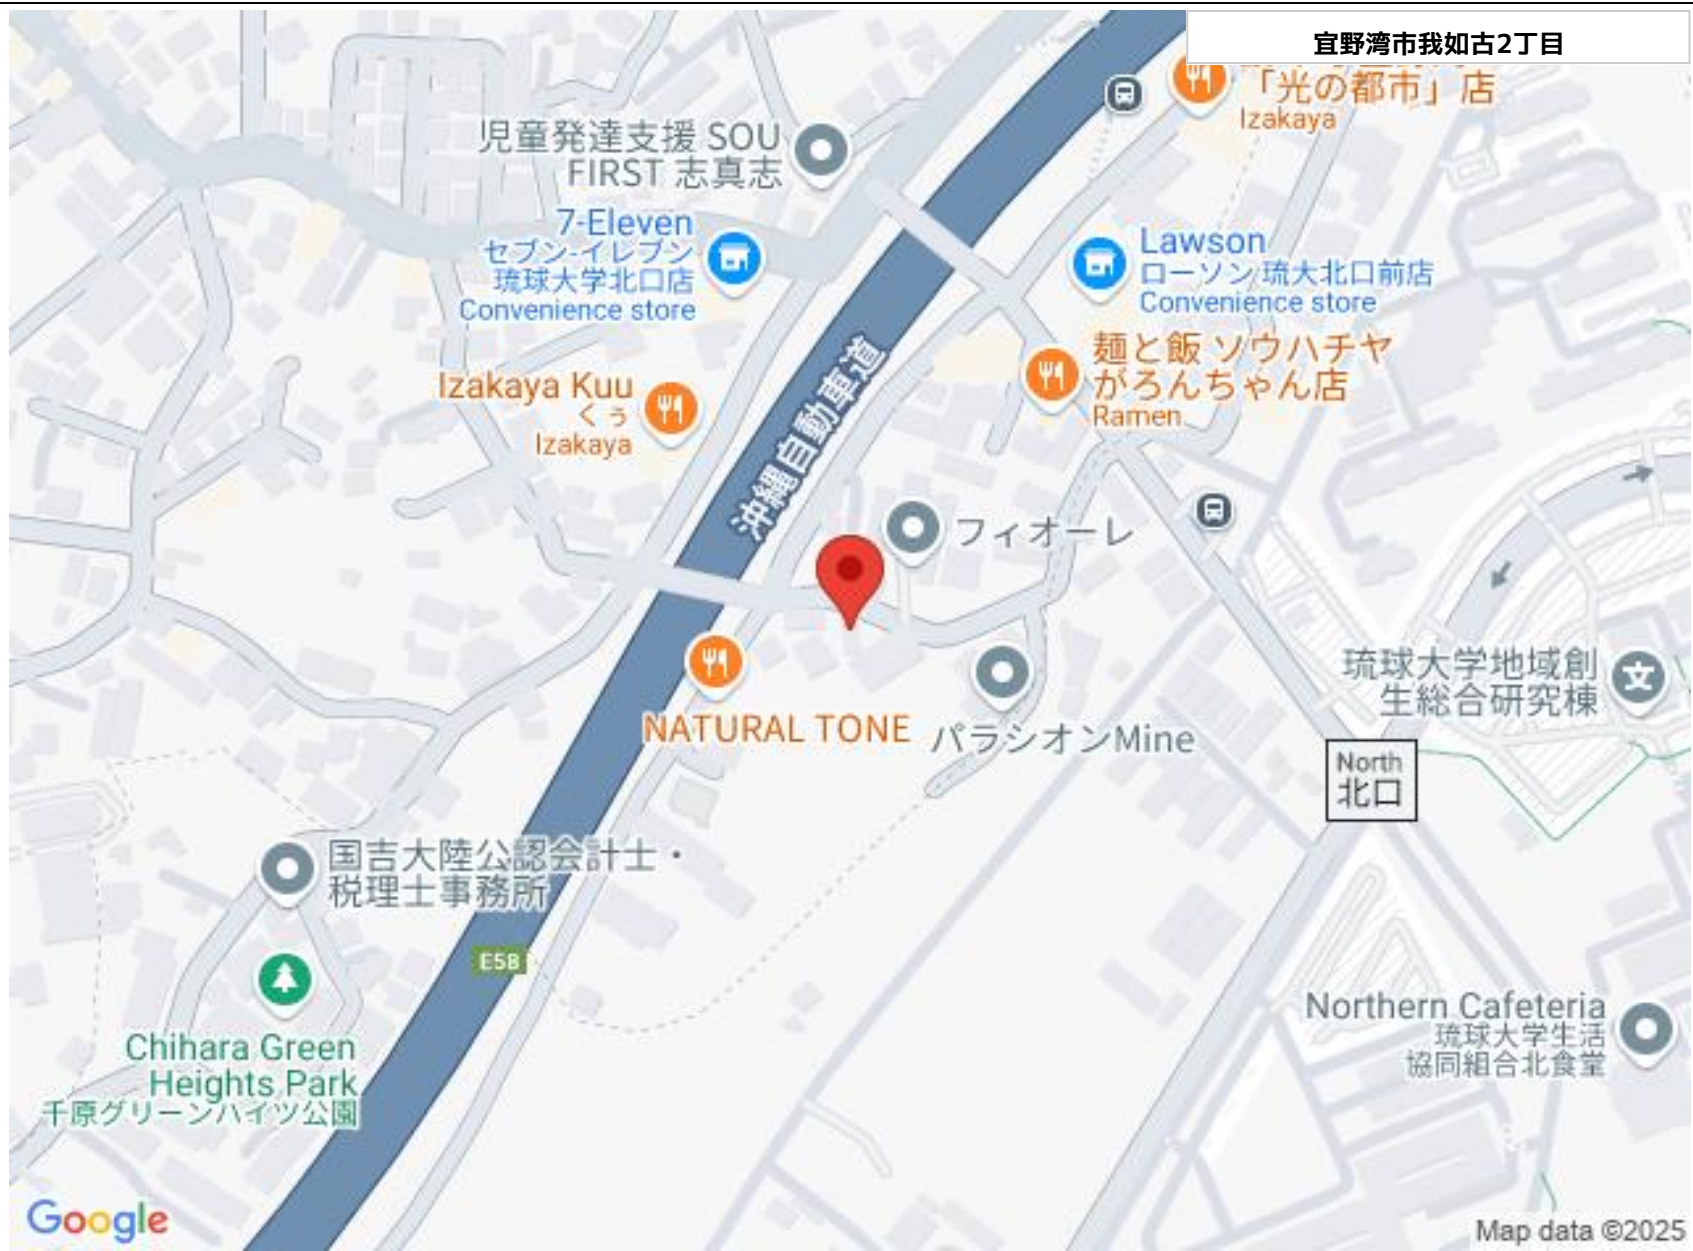 宜野湾市我如古2丁目
「光の都市」店
Izakaya
児童発達支援 SOU
FIRST 志真志
7-Eleven
セブン-イレブン
琉球大学北口店
Convenience store
Lawson
ローソン 琉大北口前店
Convenience store
麺と飯 ソウハチヤ
がろんちゃん店
Ramen
沖縄自動車道
Izakaya Kuu
くぅ
Izakaya
フィオーレ
琉球大学地域創
生総合研究棟
NATURAL TONE
パラシオンMine
North
北口
国吉大陸公認会計士・
税理士事務所
E58
Northern Cafeteria
琉球大学生活
協同組合北食堂
Chihara Green
Heights Park
千原グリーンハイツ公園
Google
Map data ©2025